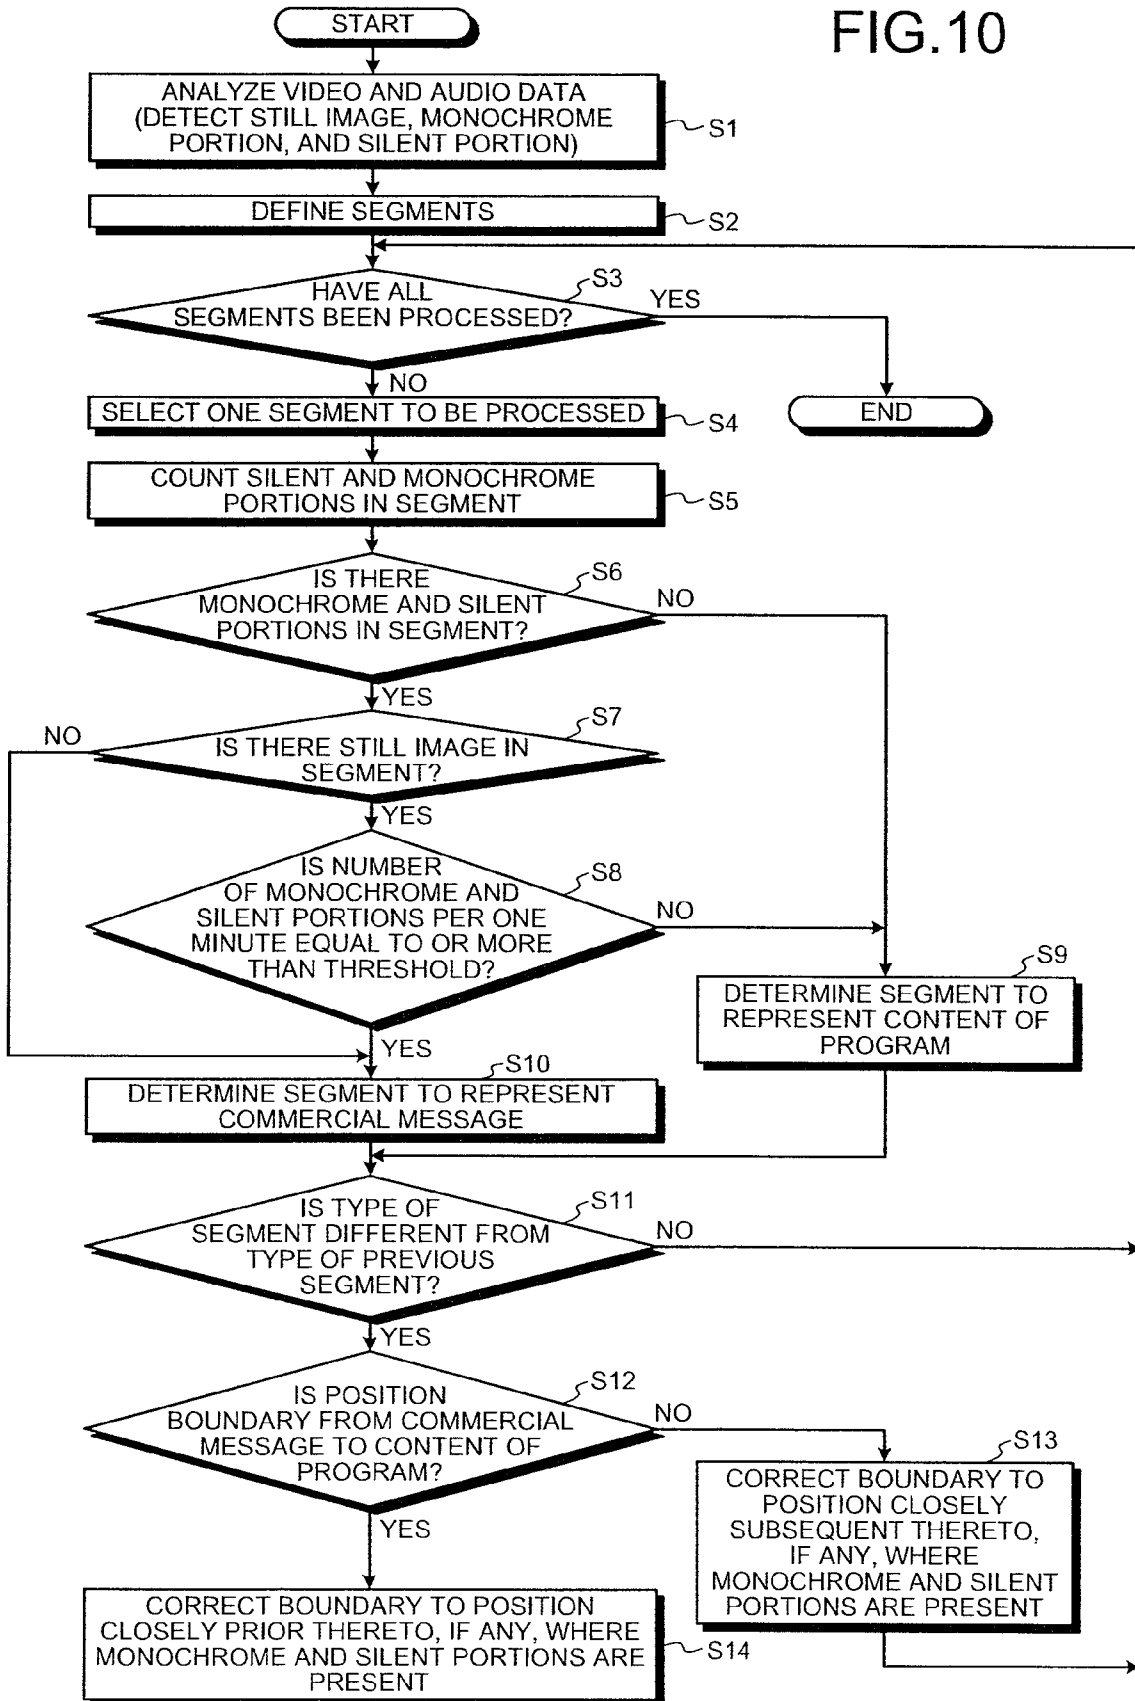 FIG.10
START
ANALYZE VIDEO AND AUDIO DATA
(DETECT STILL IMAGE, MONOCHROME
PORTION, AND SILENT PORTION)
S1
DEFINE SEGMENTS
S2
HAVE ALL
SEGMENTS BEEN PROCESSED?
S3
YES
NO
END
SELECT ONE SEGMENT TO BE PROCESSED
S4
COUNT SILENT AND MONOCHROME
PORTIONS IN SEGMENT
S5
IS THERE
MONOCHROME AND SILENT
PORTIONS IN SEGMENT?
S6
NO
YES
IS THERE STILL IMAGE IN
SEGMENT?
S7
NO
YES
IS NUMBER
OF MONOCHROME AND
SILENT PORTIONS PER ONE
MINUTE EQUAL TO OR MORE
THAN THRESHOLD?
S8
NO
YES
DETERMINE SEGMENT TO
REPRESENT CONTENT OF
PROGRAM
S9
DETERMINE SEGMENT TO REPRESENT
COMMERCIAL MESSAGE
S10
IS TYPE OF
SEGMENT DIFFERENT FROM
TYPE OF PREVIOUS
SEGMENT?
S11
NO
YES
IS POSITION
BOUNDARY FROM COMMERCIAL
MESSAGE TO CONTENT OF
PROGRAM?
S12
NO
YES
CORRECT BOUNDARY TO
POSITION CLOSELY
SUBSEQUENT THERETO,
IF ANY, WHERE
MONOCHROME AND SILENT
PORTIONS ARE PRESENT
S13
CORRECT BOUNDARY TO POSITION
CLOSELY PRIOR THERETO, IF ANY, WHERE
MONOCHROME AND SILENT PORTIONS ARE
PRESENT
S14